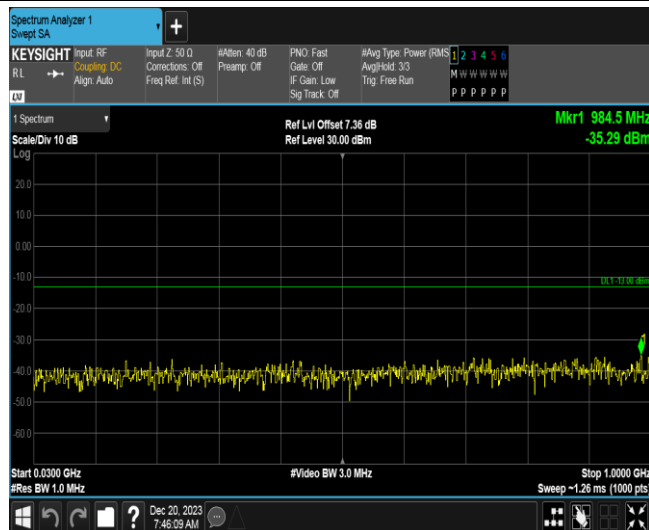 Spectrum Analyzer 1
Swept SA
KEYSIGHT
RL
LXI
Input: RF
Coupling: DC
Align: Auto
Input Z: 50 Ω
Corrections: Off
Freq Ref: Int (S)
#Atten: 40 dB
Preamp: Off
PNO: Fast
Gate: Off
IF Gain: Low
Sig Track: Off
#Avg Type: Power (RMS
Avg|Hold: 3/3
Trig: Free Run
1 2 3 4 5 6
M W W W W W
P P P P P P
1 Spectrum
Scale/Div 10 dB
Log
Ref Lvl Offset 7.36 dB
Ref Level 30.00 dBm
Mkr1 984.5 MHz
-35.29 dBm
20.0
10.0
0.00
-10.0
DL1 -13.00 dBm
-20.0
-30.0
-40.0
-50.0
-60.0
Start 0.0300 GHz
#Res BW 1.0 MHz
#Video BW 3.0 MHz
Stop 1.0000 GHz
Sweep ~1.26 ms (1000 pts)
?
Dec 20, 2023
7:46:09 AM